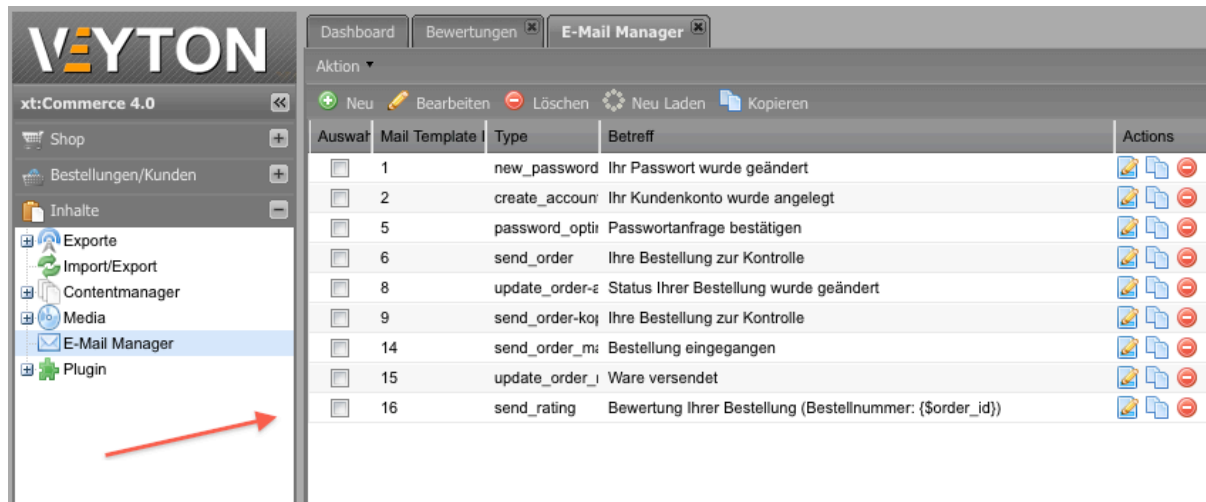 VEYTON
Dashboard Bewertungen E-Mail Manager
Aktion
xt:Commerce 4.0
Neu Bearbeiten Löschen Neu Laden Kopieren
Shop
Auswah Mail Template I Type Betreff Actions
1 new_password Ihr Passwort wurde geändert
Bestellungen/Kunden
2 create_accoun Ihr Kundenkonto wurde angelegt
Inhalte
5 password_optii Passwortanfrage bestätigen
Exporte
6 send_order Ihre Bestellung zur Kontrolle
Import/Export
8 update_order-a Status Ihrer Bestellung wurde geändert
Contentmanager
9 send_order-kop Ihre Bestellung zur Kontrolle
Media
14 send_order_ma Bestellung eingegangen
E-Mail Manager
15 update_order_ Ware versendet
Plugin
16 send_rating Bewertung Ihrer Bestellung (Bestellnummer: {$order_id})